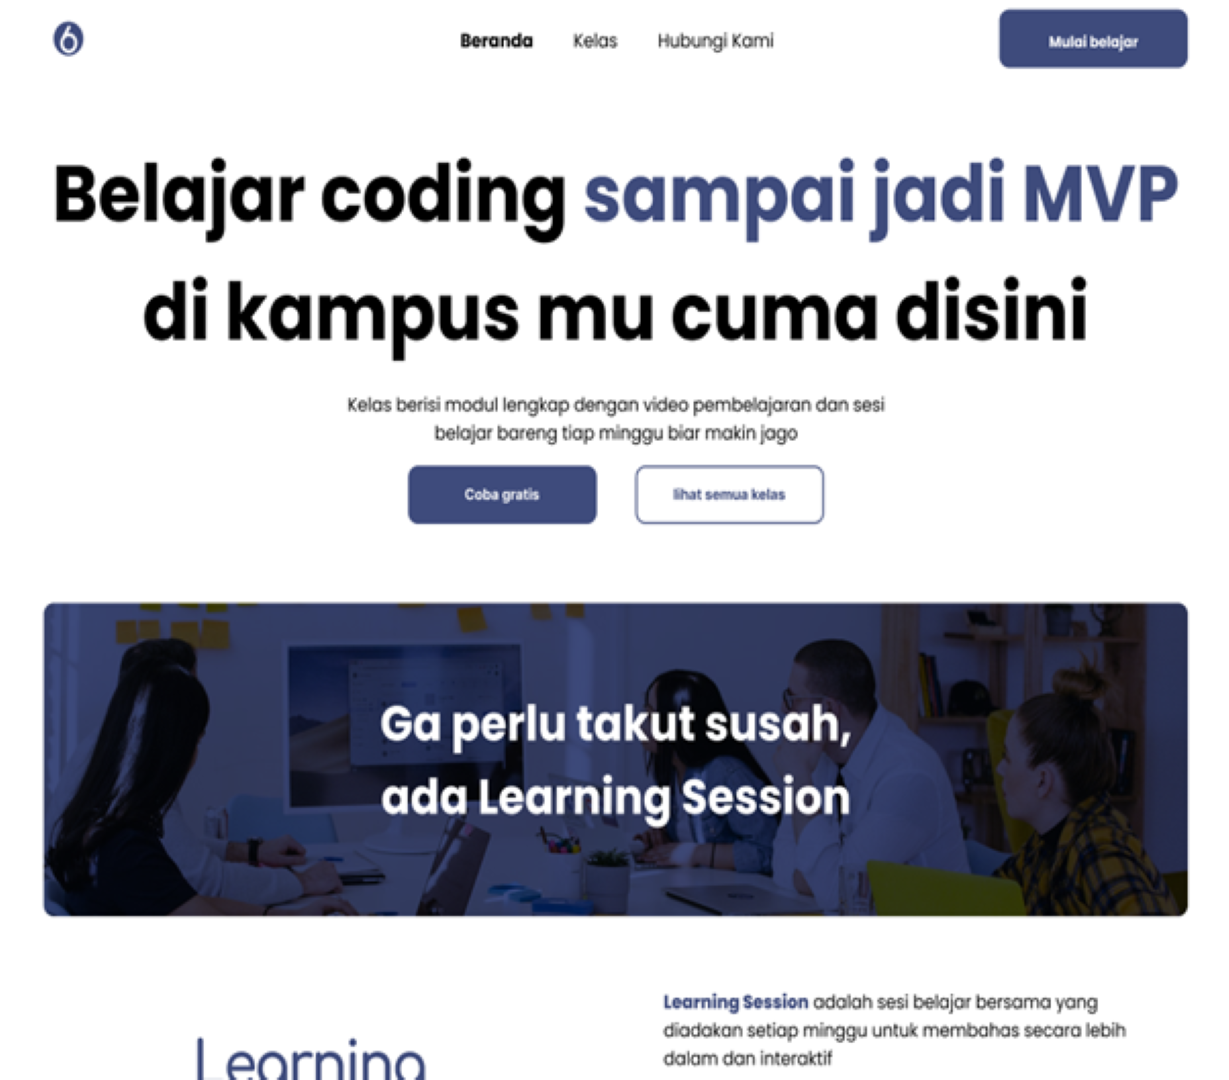 6
Beranda Kelas Hubungi Kami Mulai belajar
Belajar coding sampai jadi MVP
di kampus mu cuma disini
Kelas berisi modul lengkap dengan video pembelajaran dan sesi
belajar bareng tiap minggu biar makin jago
Coba gratis lihat semua kelas
Ga perlu takut susah,
ada Learning Session
Learning Session adalah sesi belajar bersama yang
diadakan setiap minggu untuk membahas secara lebih
dalam dan interaktif
Learning